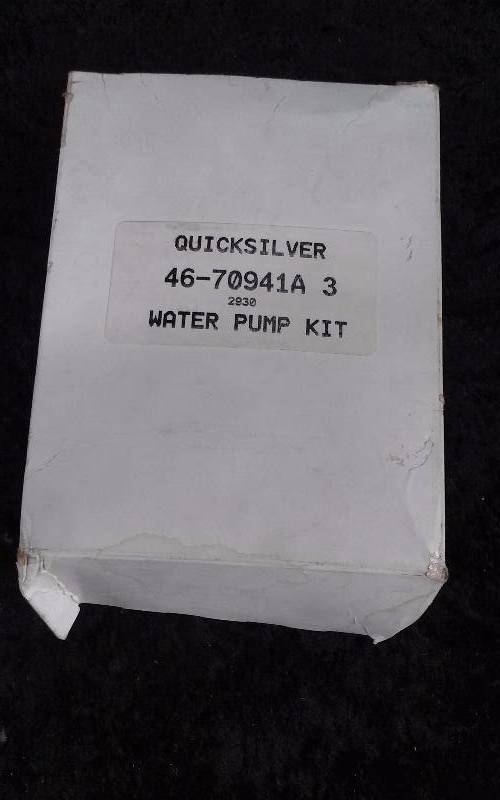 QUICKSILVER
46-70941A 3
2930
WATER PUMP KIT